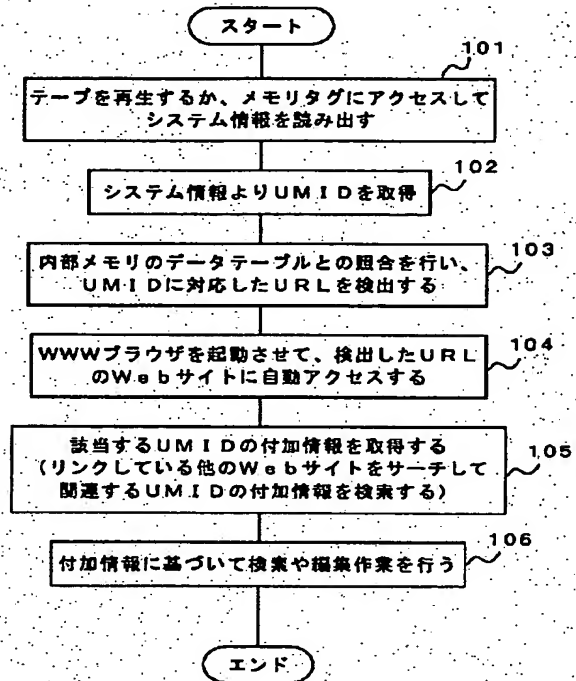 スタート
101
テープを再生するか、メモリタグにアクセスして
システム情報を読み出す
102
システム情報よりUMIDを取得
103
内部メモリのデータテーブルとの照合を行い、
UMIDに対応したURLを検出する
104
WWWブラウザを起動させて、検出したURL
のWebサイトに自動アクセスする
105
該当するUMIDの付加情報を取得する
(リンクしている他のWebサイトをサーチして
関連するUMIDの付加情報を検索する)
106
付加情報に基づいて検索や編集作業を行う
エンド